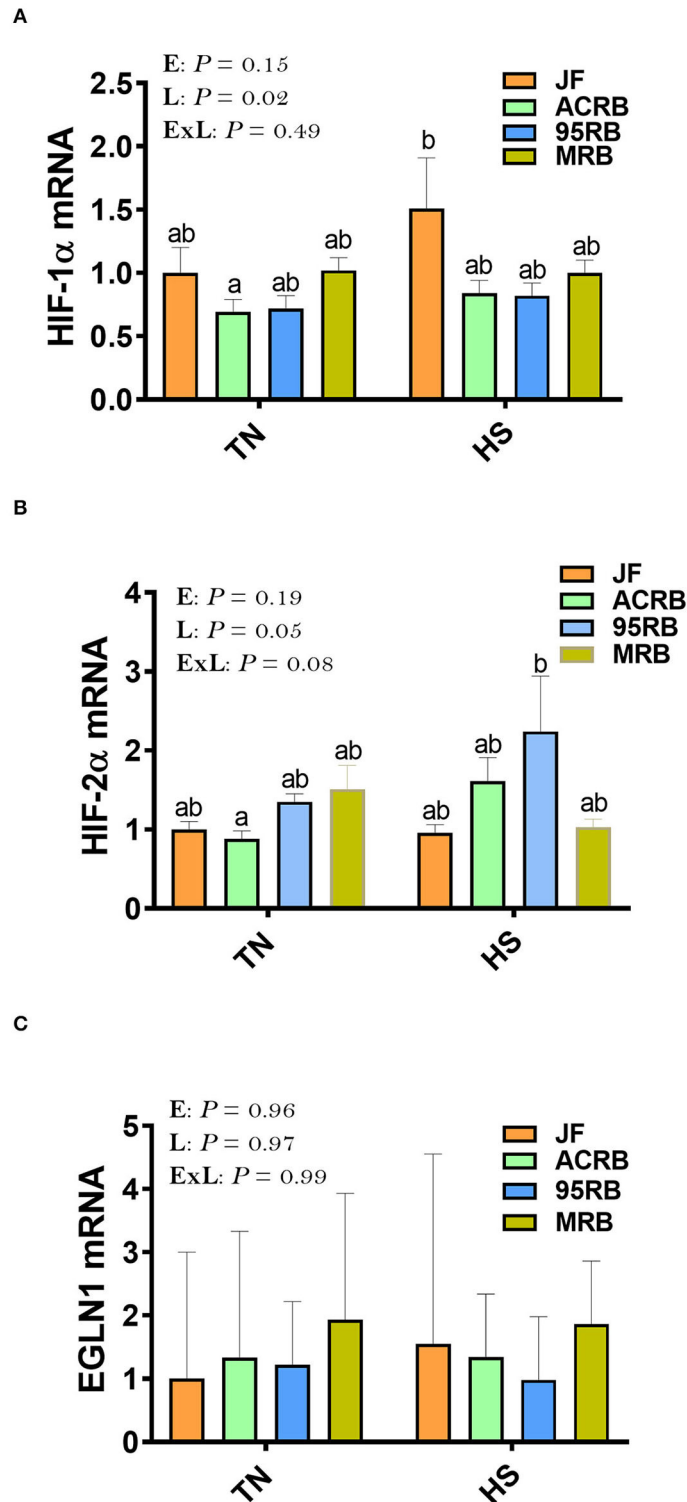 A
E: P = 0.15
L: P = 0.02
ExL: P = 0.49
JF
ACRB
95RB
MRB
HIF-1α mRNA
2.5
2.0
1.5
1.0
0.5
0.0
ab
a
ab
ab
b
ab
ab
ab
TN
HS
B
E: P = 0.19
L: P = 0.05
ExL: P = 0.08
JF
ACRB
95RB
MRB
HIF-2α mRNA
4
3
2
1
0
ab
a
ab
ab
ab
ab
b
ab
TN
HS
C
E: P = 0.96
L: P = 0.97
ExL: P = 0.99
JF
ACRB
95RB
MRB
EGLN1 mRNA
5
4
3
2
1
0
TN
HS